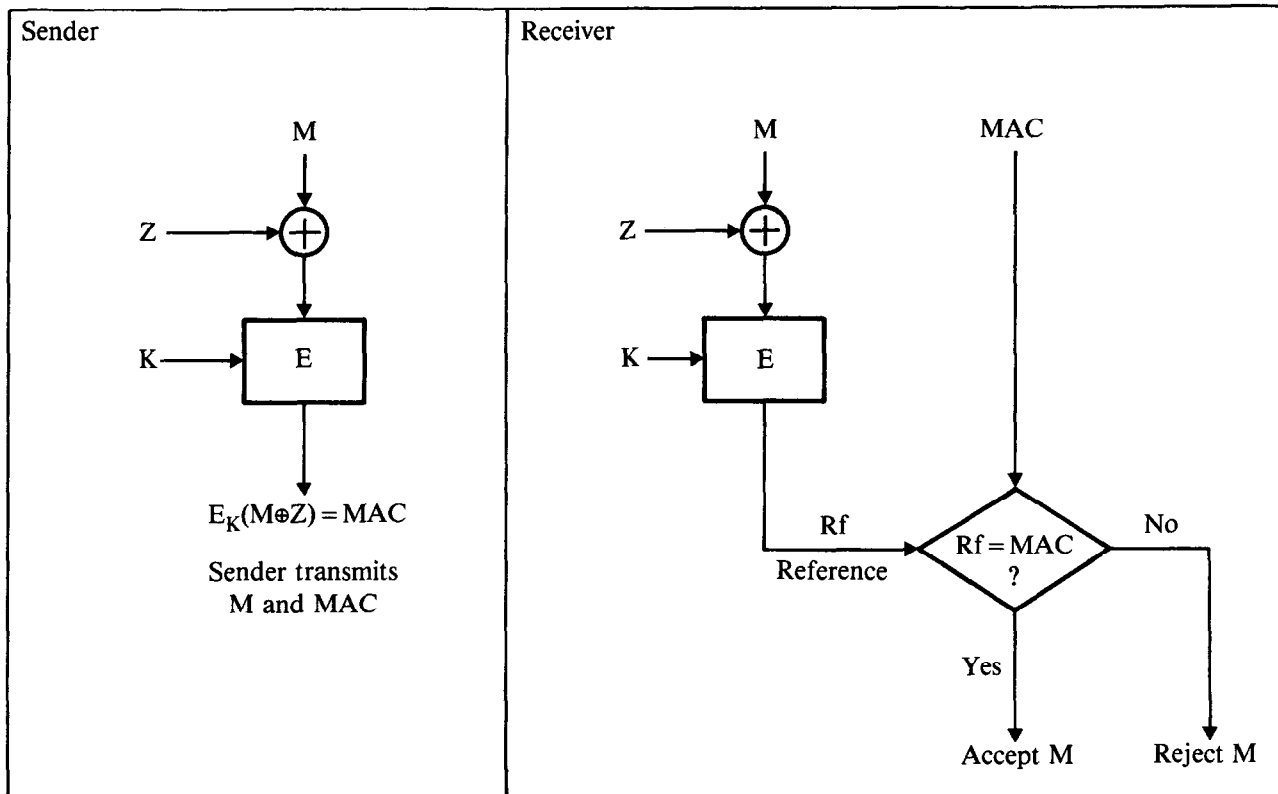 Sender
M
Z
K
E
E_K(M⊕Z) = MAC
Sender transmits
M and MAC
Receiver
M
MAC
Z
K
E
Rf
Reference
Rf = MAC
?
No
Yes
Accept M
Reject M